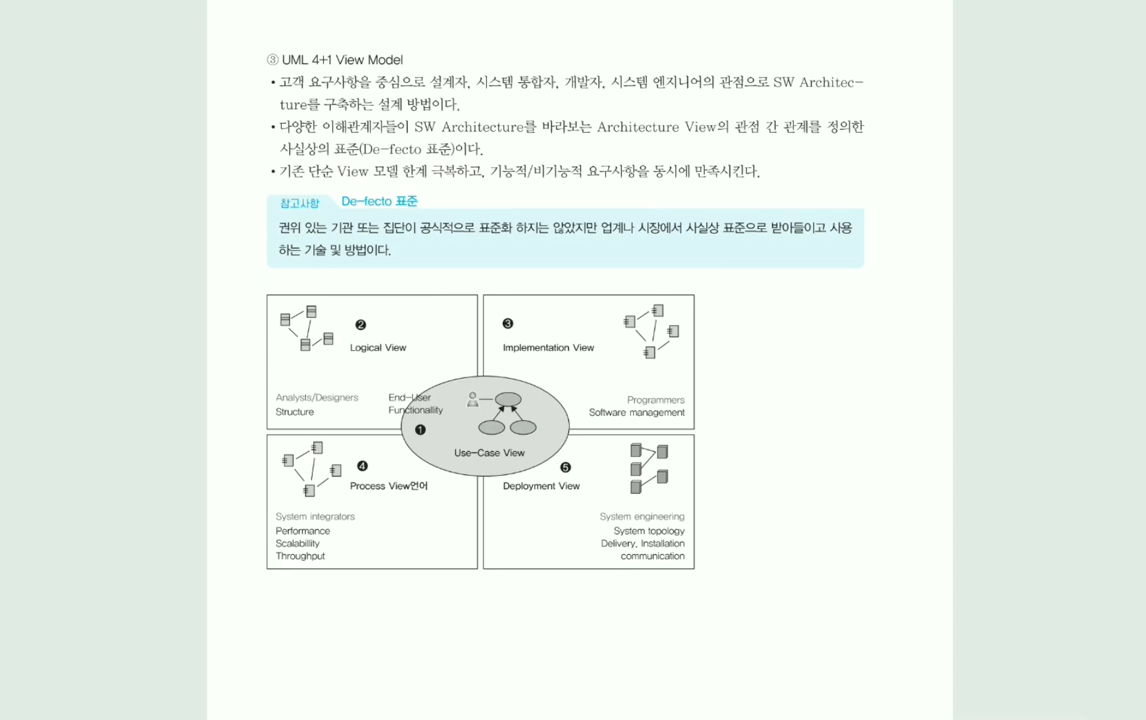 ③ UML 4+1 View Model
• 고객 요구사항을 중심으로 설계자, 시스템 통합자, 개발자, 시스템 엔지니어의 관점으로 SW Architec-
ture를 구축하는 설계 방법이다.
• 다양한 이해관계자들이 SW Architecture를 바라보는 Architecture View의 관점 간 관계를 정의한
사실상의 표준(De-fecto 표준)이다.
• 기존 단순 View 모델 한계 극복하고, 기능적/비기능적 요구사항을 동시에 만족시킨다.
참고사항 De-fecto 표준
권위 있는 기관 또는 집단이 공식적으로 표준화 하지는 않았지만 업계나 시장에서 사실상 표준으로 받아들이고 사용
하는 기술 및 방법이다.
❷
Logical View
Analysts/Designers
Structure
End-User
Functionallity
❸
Implementation View
Programmers
Software management
❶
Use-Case View
❹
Process View언어
System integrators
Performance
Scalabillity
Throughput
❺
Deployment View
System engineering
System topology
Delivery, Installation
communication